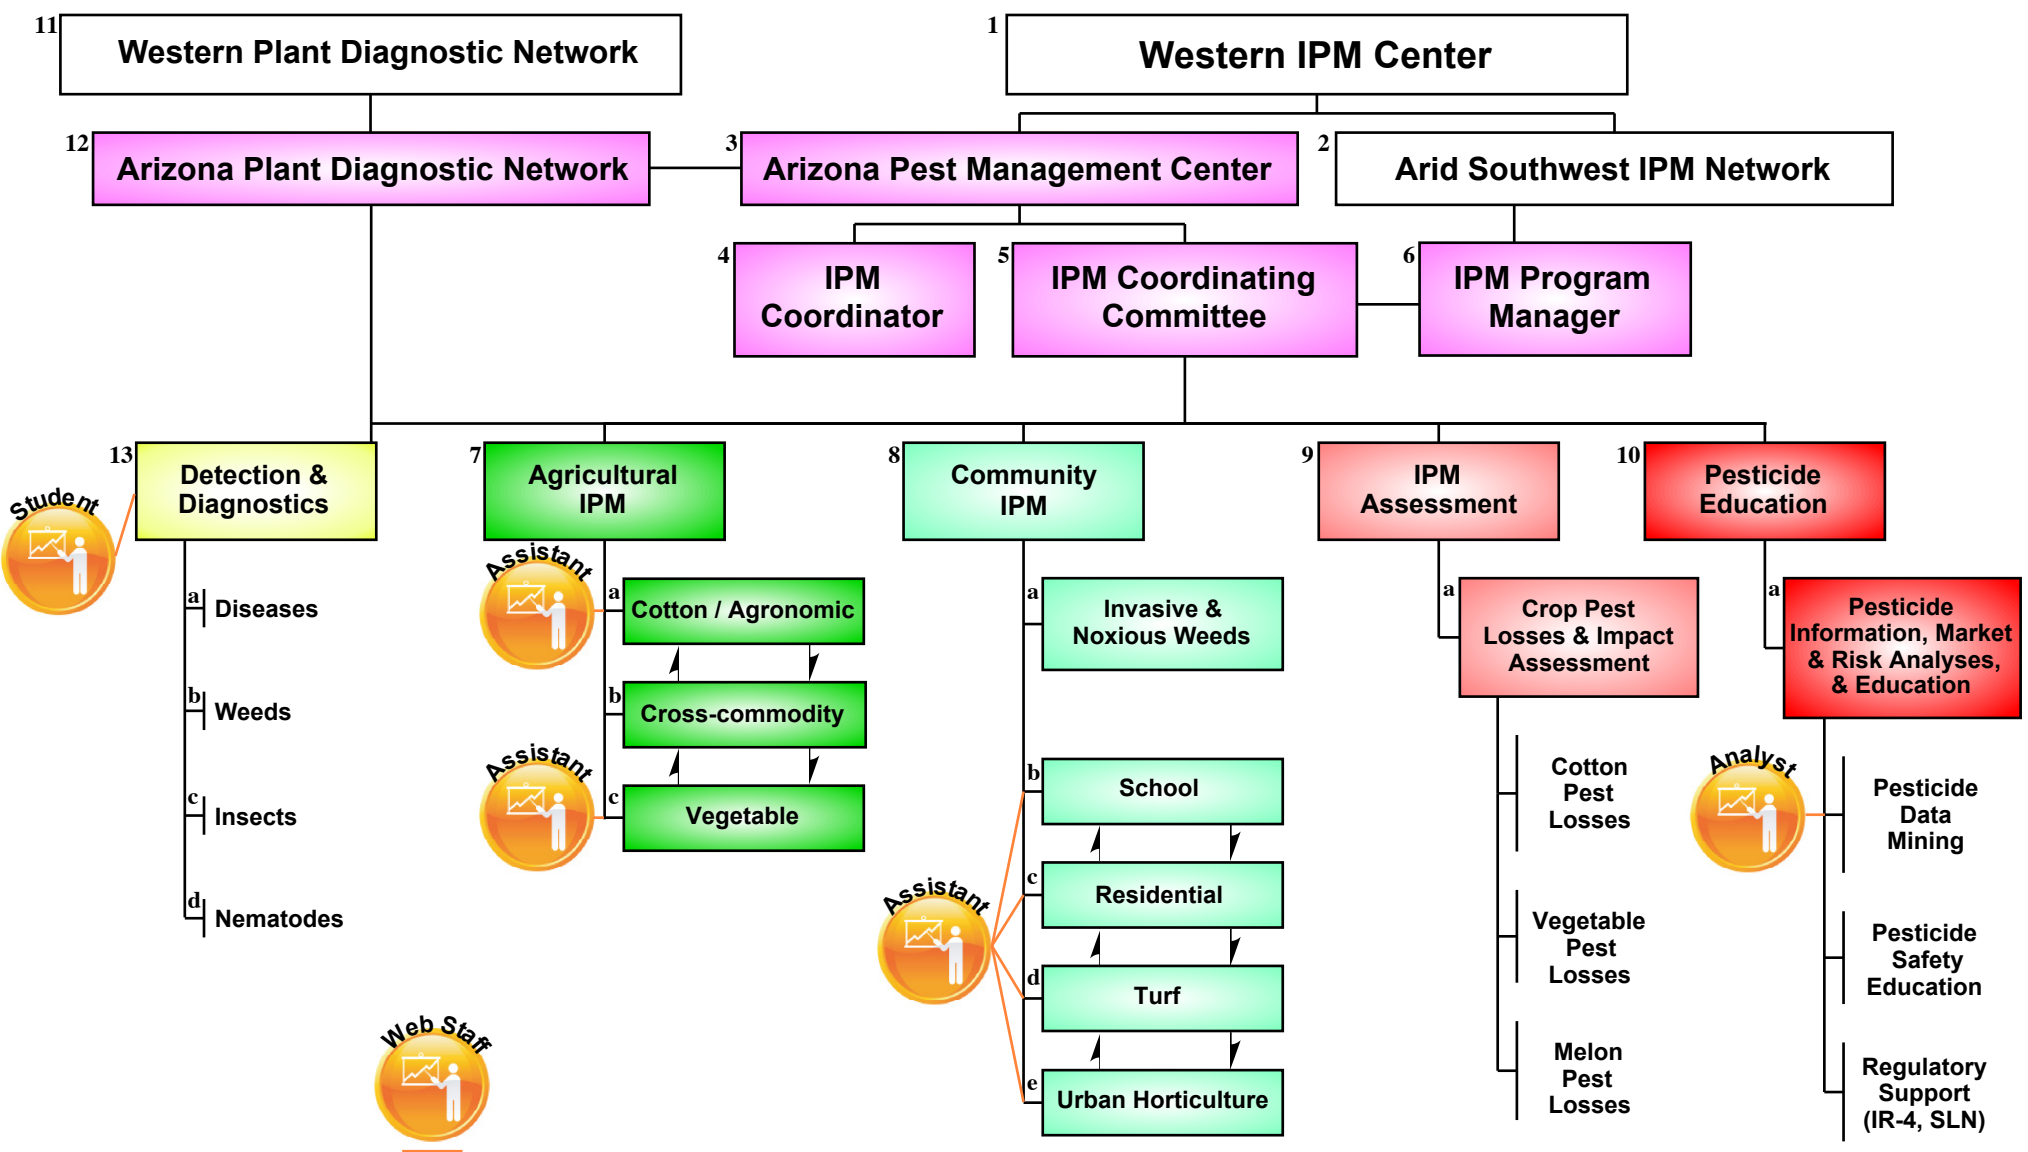 11
Western Plant Diagnostic Network
1
Western IPM Center
12
Arizona Plant Diagnostic Network
3
Arizona Pest Management Center
2
Arid Southwest IPM Network
4
IPM
Coordinator
5
IPM Coordinating
Committee
6
IPM Program
Manager
13
Detection &
Diagnostics
Student
a
Diseases
b
Weeds
c
Insects
d
Nematodes
7
Agricultural
IPM
Assistant
a
Cotton / Agronomic
b
Cross-commodity
Assistant
c
Vegetable
8
Community
IPM
a
Invasive &
Noxious Weeds
b
School
c
Residential
Assistant
d
Turf
e
Urban Horticulture
9
IPM
Assessment
a
Crop Pest
Losses & Impact
Assessment
Cotton
Pest
Losses
Vegetable
Pest
Losses
Melon
Pest
Losses
10
Pesticide
Education
a
Pesticide
Information, Market
& Risk Analyses,
& Education
Analyst
Pesticide
Data
Mining
Pesticide
Safety
Education
Regulatory
Support
(IR-4, SLN)
Web Staff